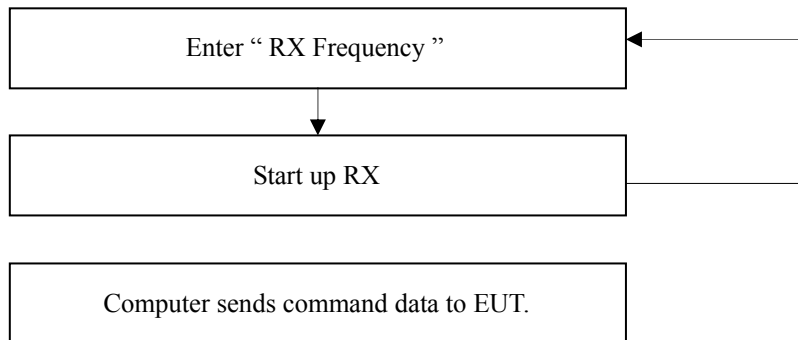 Enter “ RX Frequency ”
Start up RX
Computer sends command data to EUT.